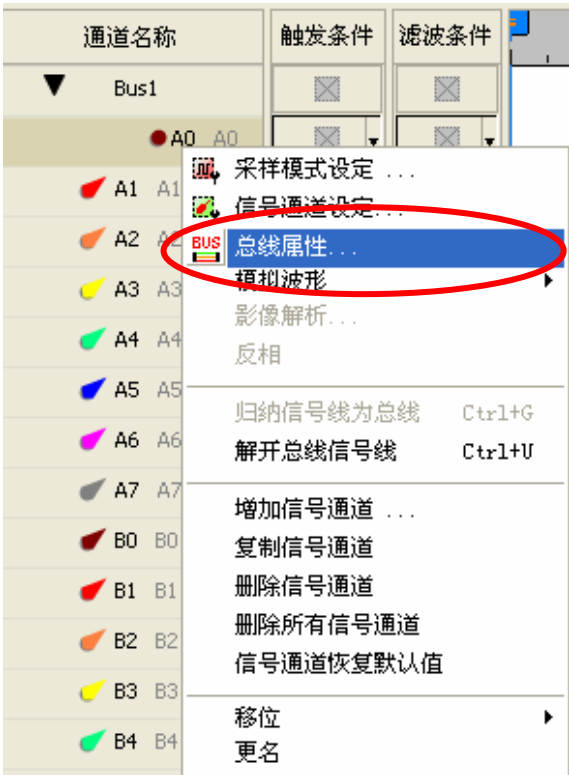 通道名称 触发条件 滤波条件
Bus1
A0 A0
采样模式设定 ...
A1 A1
信号通道设定...
A2 A2
BUS 总线属性...
模拟波形
A3 A3
影像解析...
A4 A4
反相
A5 A5
归纳信号线为总线 Ctrl+G
A6 A6
解开总线信号线 Ctrl+U
A7 A7
增加信号通道 ...
B0 B0
复制信号通道
B1 B1
删除信号通道
删除所有信号通道
B2 B2
信号通道恢复默认值
B3 B3
移位
B4 B4
更名